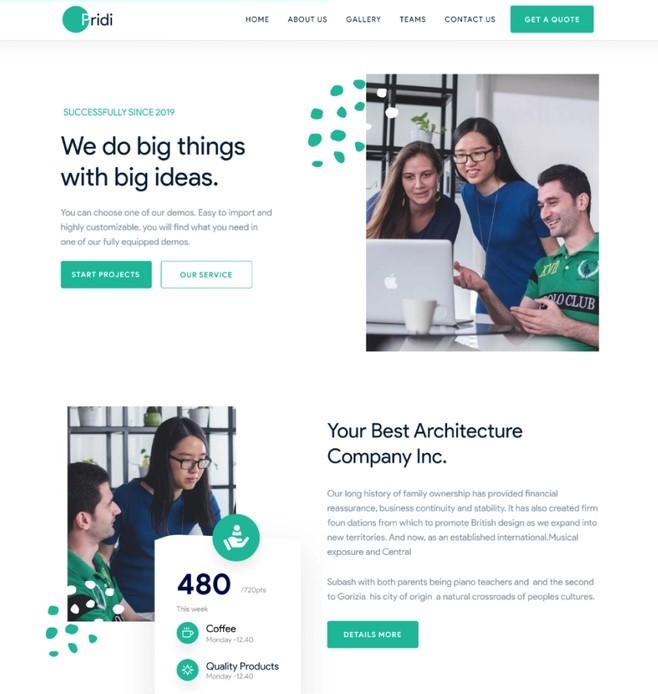 Pridi
HOME ABOUT US GALLERY TEAMS CONTACT US GET A QUOTE
SUCCESSFULLY SINCE 2019
We do big things
with big ideas.
You can choose one of our demos. Easy to import and
highly customizable, you will find what you need in
one of our fully equipped demos.
START PROJECTS OUR SERVICE
XVII
POLO CLUB
Your Best Architecture
Company Inc.
Our long history of family ownership has provided financial
reassurance, business continuity and stability. It has also created firm
foun dations from which to promote British design as we expand into
new territories. And now, as an established international.Musical
exposure and Central
Subash with both parents being piano teachers and and the second
to Gorizia his city of origin a natural crossroads of peoples cultures.
DETAILS MORE
480 /720pts
This week
Coffee
Monday -12.40
Quality Products
Monday -12.40